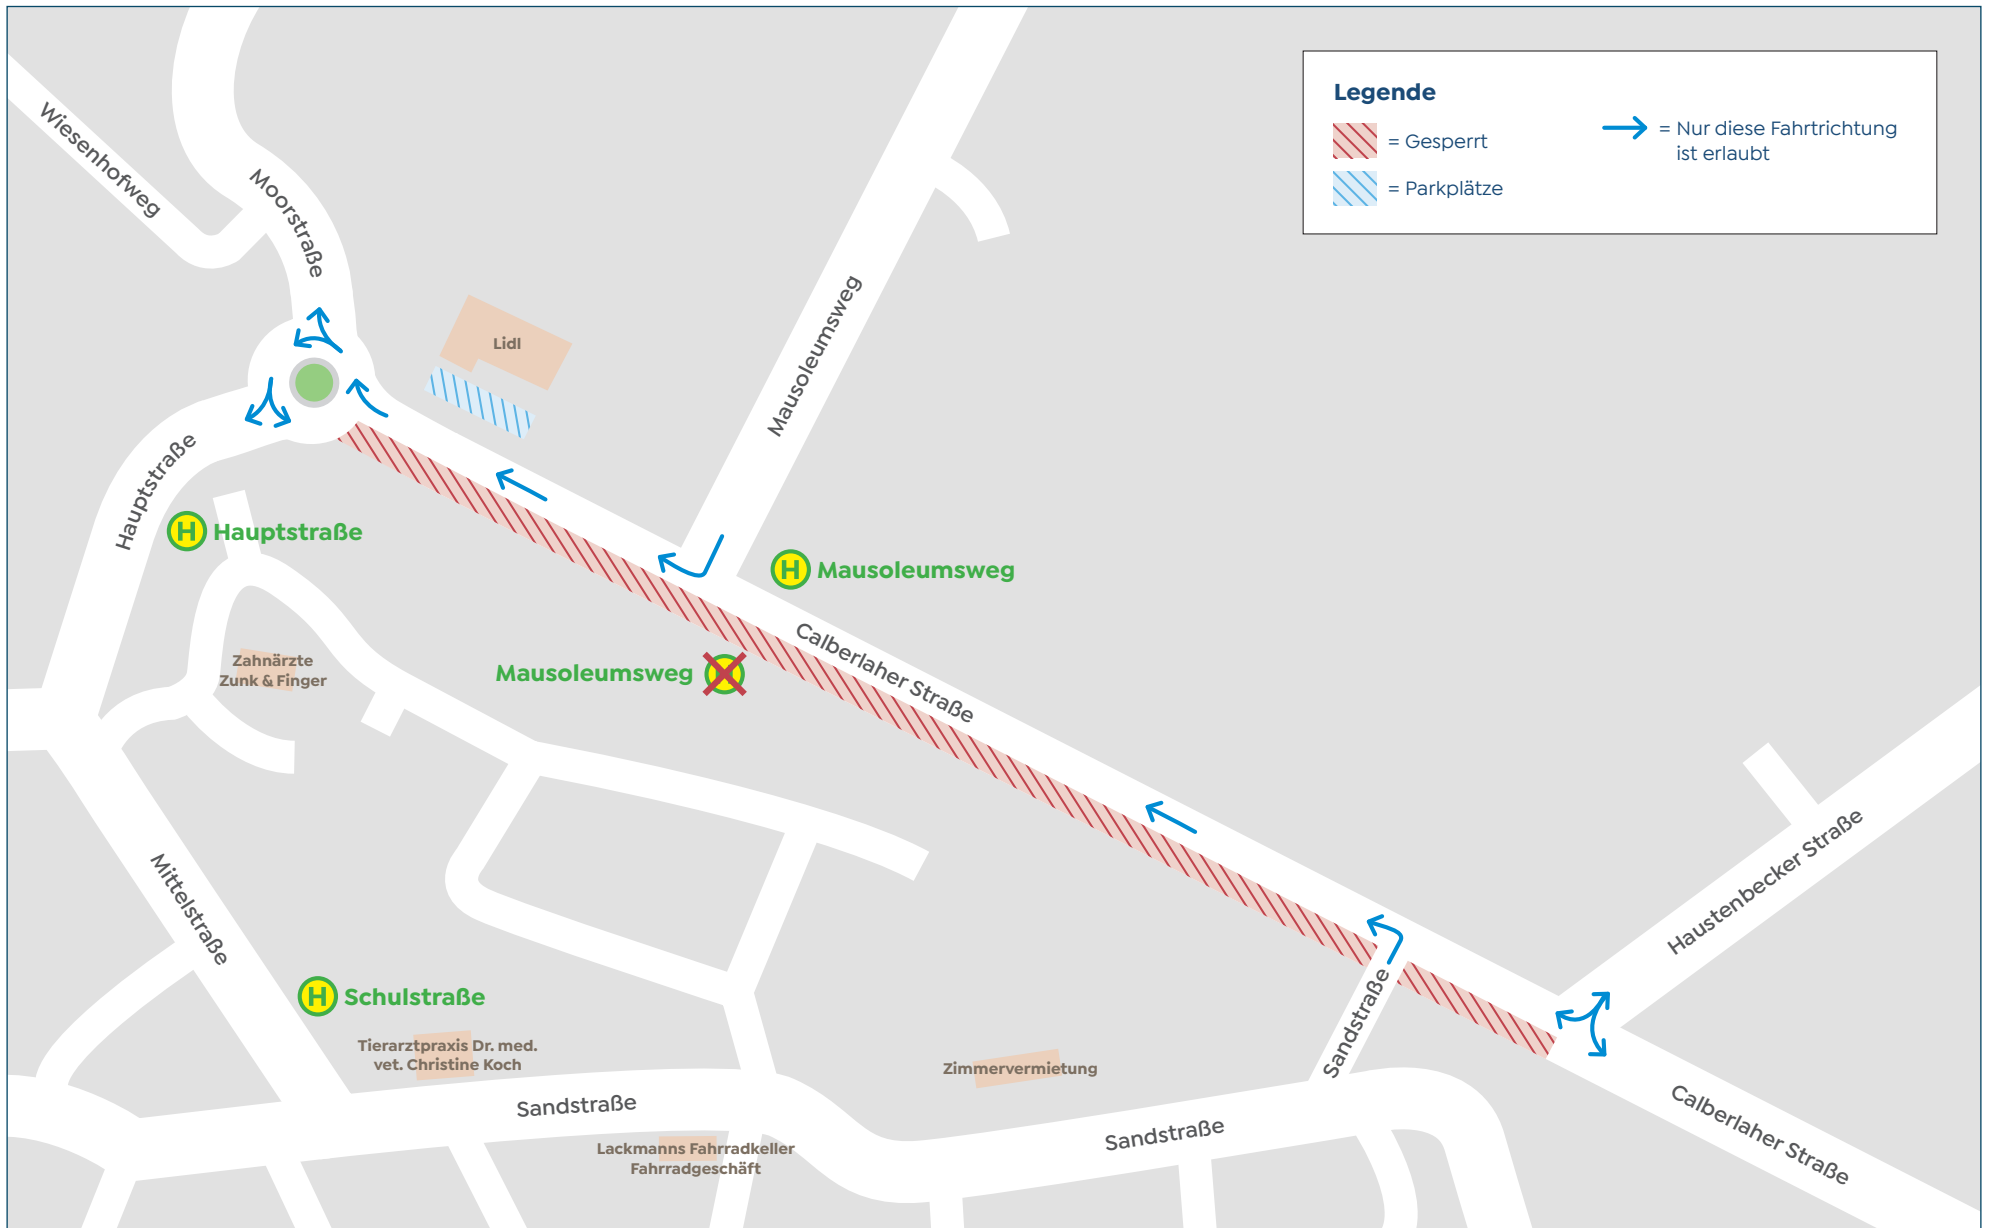 Legende
= Gesperrt
= Parkplätze
= Nur diese Fahrtrichtung
ist erlaubt
Wiesenhofweg
Moorstraße
Lidl
Mausoleumsweg
Hauptstraße
H Hauptstraße
H Mausoleumsweg
Calberlaher Straße
Mausoleumsweg
Zahnärzte
Zunk & Finger
Mittelstraße
Haustenbecker Straße
H Schulstraße
Tierarztpraxis Dr. med.
vet. Christine Koch
Zimmervermietung
Sandstraße
Sandstraße
Sandstraße
Calberlaher Straße
Lackmanns Fahrradkeller
Fahrradgeschäft